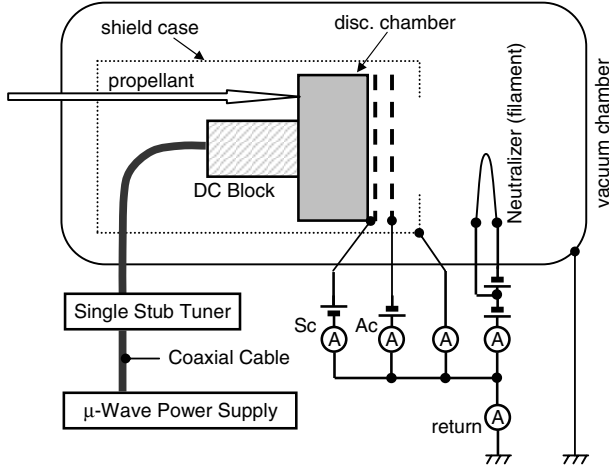 shield case
disc. chamber
propellant
DC Block
Neutralizer (filament)
vacuum chamber
Single Stub Tuner
Sc
Ac
A
A
A
A
Coaxial Cable
μ-Wave Power Supply
return
A